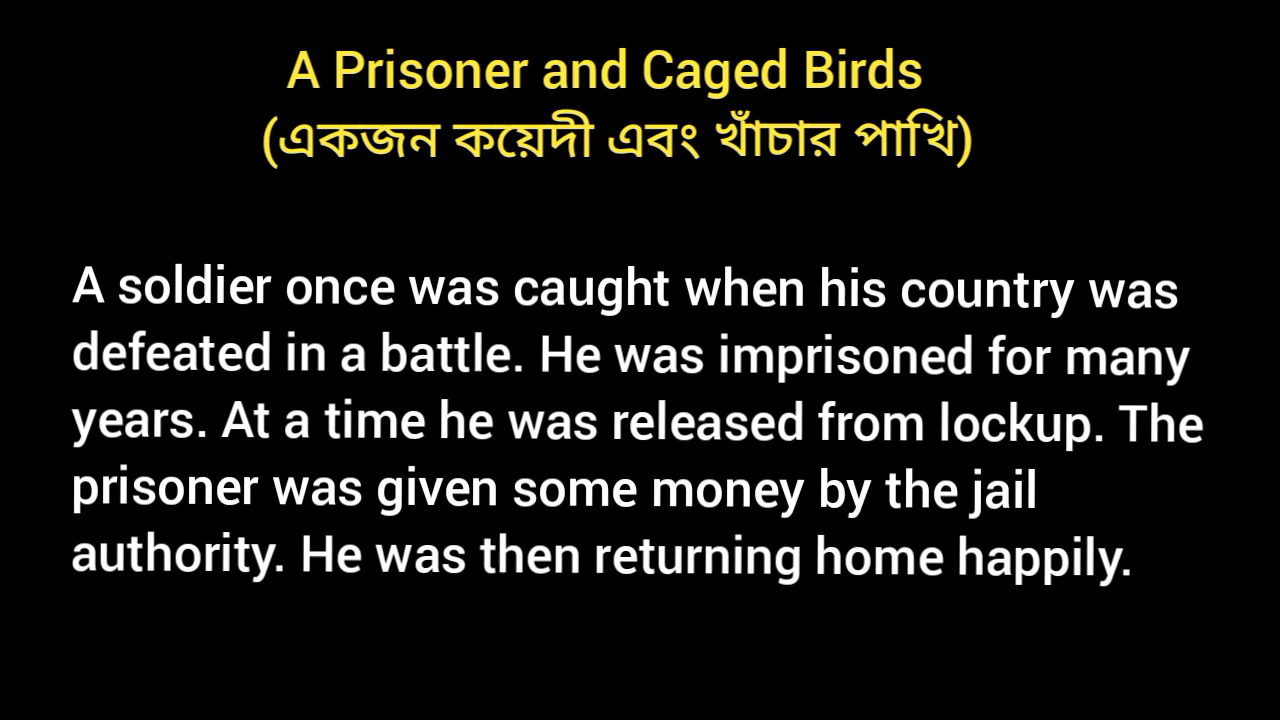 A Prisoner and Caged Birds
(একজন কয়েদী এবং খাঁচার পাখি)
A soldier once was caught when his country was
defeated in a battle. He was imprisoned for many
years. At a time he was released from lockup. The
prisoner was given some money by the jail
authority. He was then returning home happily.